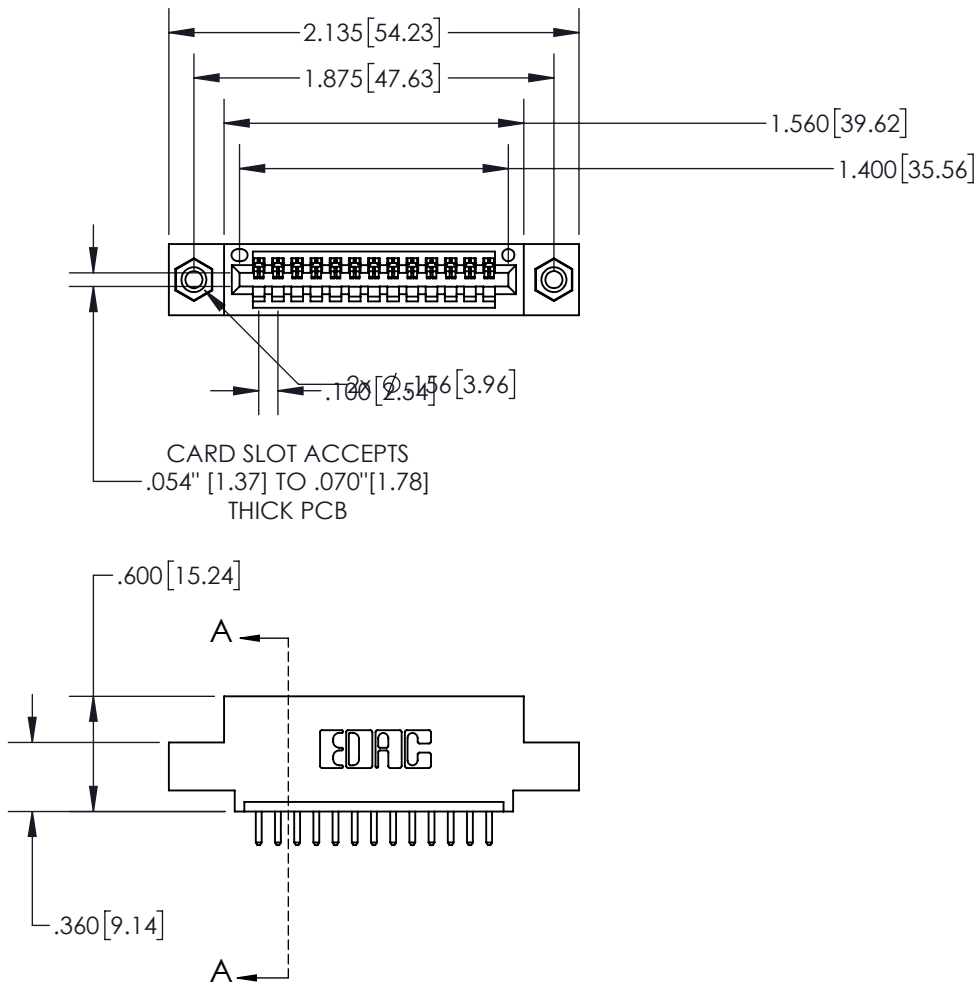 2.135[54.23]
1.875[47.63]
1.560[39.62]
1.400[35.56]
2x Ø .156 [3.96]
.100[2.54]
CARD SLOT ACCEPTS
.054" [1.37] TO .070"[1.78]
THICK PCB
.600[15.24]
A
EDAC
.360[9.14]
A